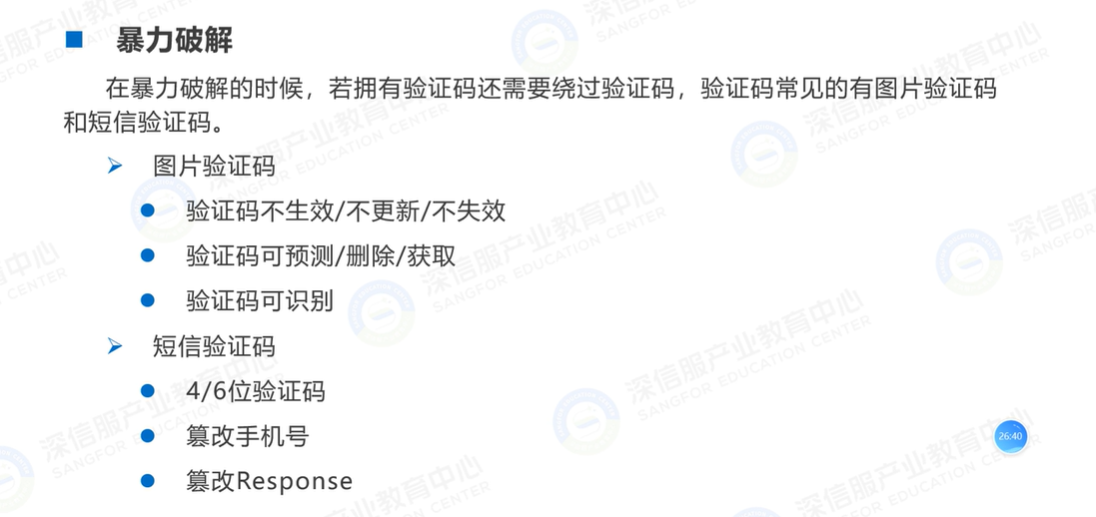 暴力破解
在暴力破解的时候，若拥有验证码还需要绕过验证码，验证码常见的有图片验证码
和短信验证码。
图片验证码
验证码不生效/不更新/不失效
验证码可预测/删除/获取
验证码可识别
短信验证码
4/6位验证码
篡改手机号
26:40
篡改Response
深信服产业教育中心
SANGFOR EDUCATION CENTER